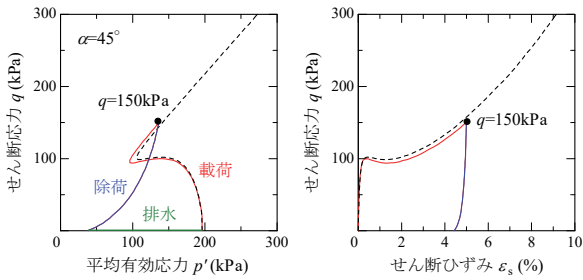 せん断応力 q (kPa)
300
200
100
0
α=45°
q=150kPa
除荷
載荷
排水
0 100 200 300
平均有効応力 p′ (kPa)
せん断応力 q (kPa)
300
200
100
0
q=150kPa
0 2 4 6 8 10
せん断ひずみ εs (%)